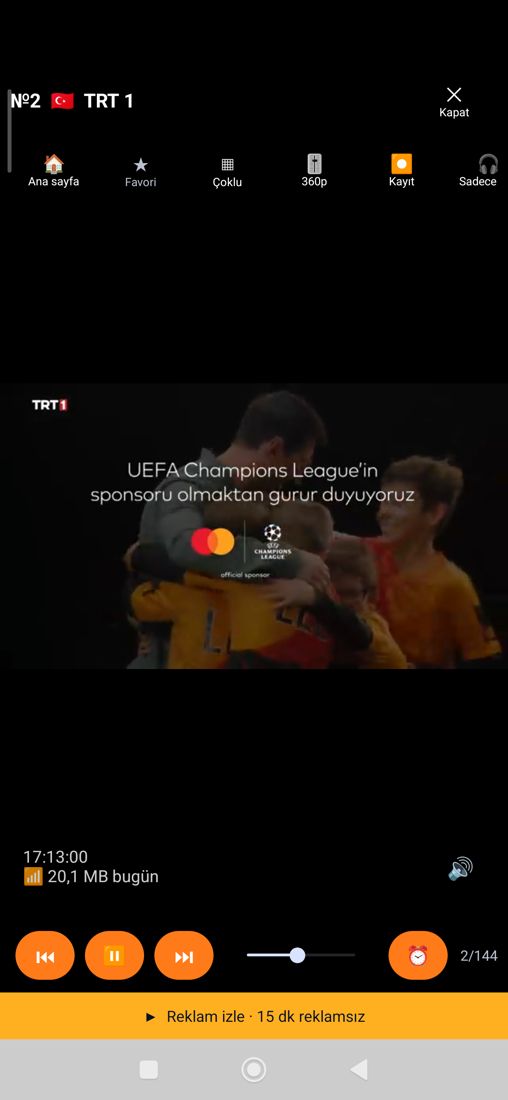 №2 🇹🇷 TRT 1
Kapat
Ana sayfa
Favori
Çoklu
360p
Kayıt
Sadece
TRT1
UEFA Champions League'in
sponsoru olmaktan gurur duyuyoruz
UEFA
CHAMPIONS
LEAGUE
official sponsor
17:13:00
20,1 MB bugün
2/144
► Reklam izle · 15 dk reklamsız